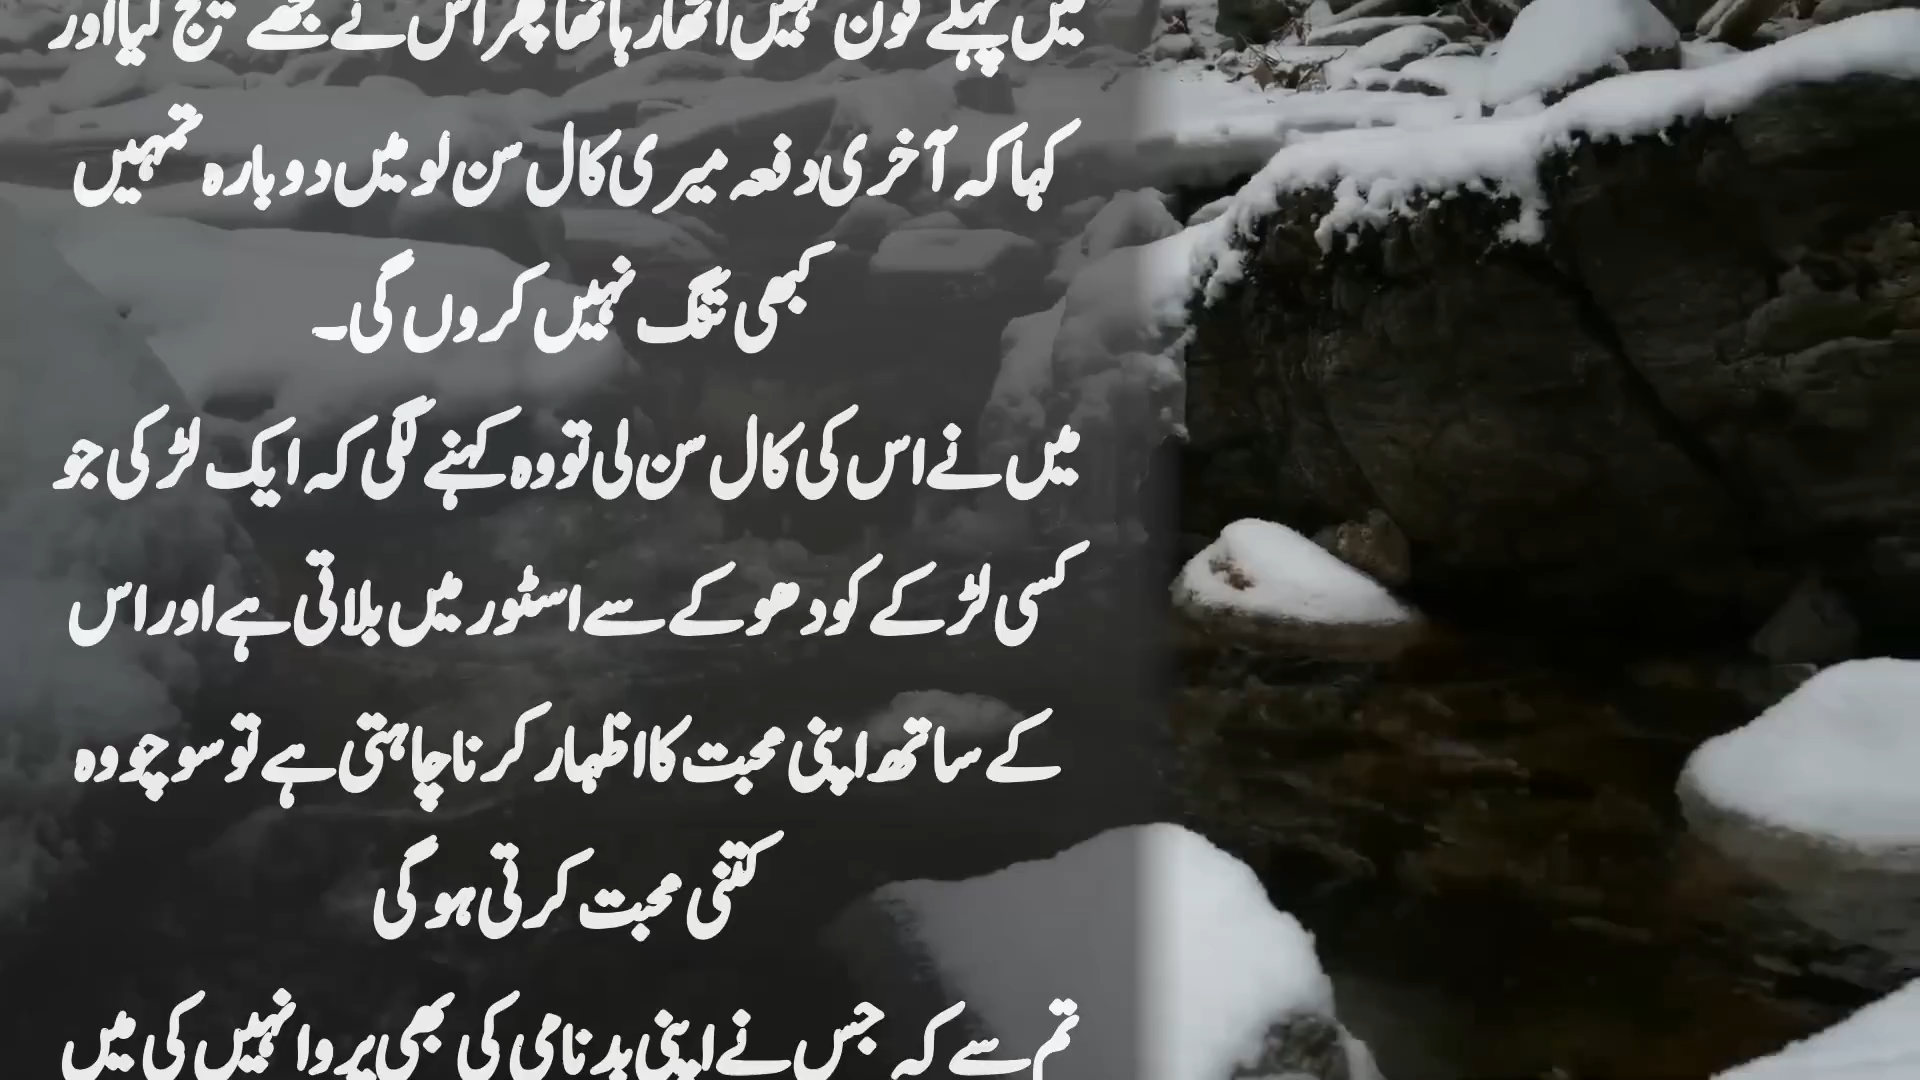 میں پہلے فون نہیں اٹھا رہا تھا پھر اس نے مجھے میسج کیا اور
کہا کہ آخری دفعہ میری کال سن لو میں دوبارہ تمہیں
کبھی تنگ نہیں کروں گی۔
میں نے اس کی کال سن لی تو وہ کہنے لگی کہ ایک لڑکی جو
کسی لڑکے کو دھوکے سے اسٹور میں بلاتی ہے اور اس
کے ساتھ اپنی محبت کا اظہار کرنا چاہتی ہے تو سوچو وہ
کتنی محبت کرتی ہو گی
تم سے کہ جس نے اپنی بدنامی کی بھی پروا نہیں کی میں